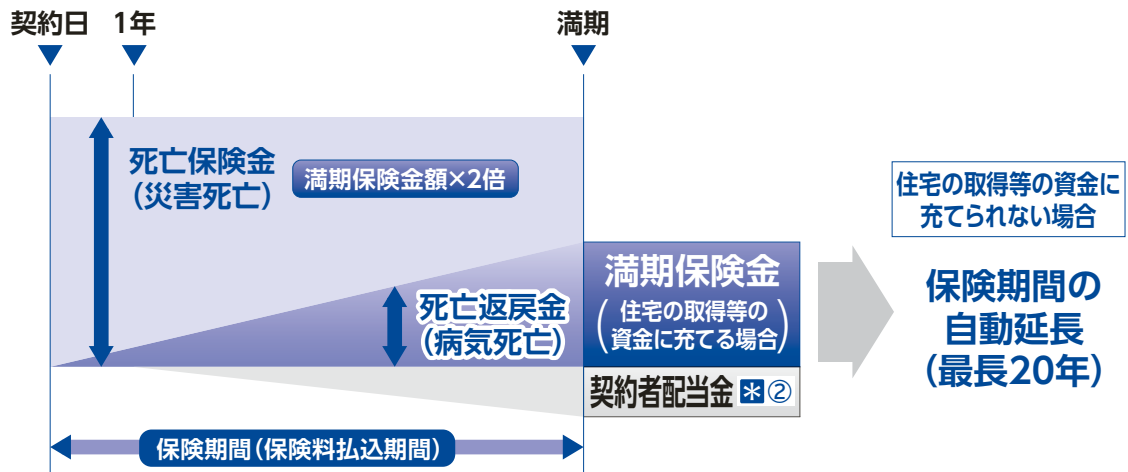 契約日 1年 満期
死亡保険金
(災害死亡)
満期保険金額×2倍
死亡返戻金
(病気死亡)
満期保険金
(住宅の取得等の
資金に充てる場合)
契約者配当金 *②
保険期間(保険料払込期間)
住宅の取得等の資金に
充てられない場合
保険期間の
自動延長
(最長20年)